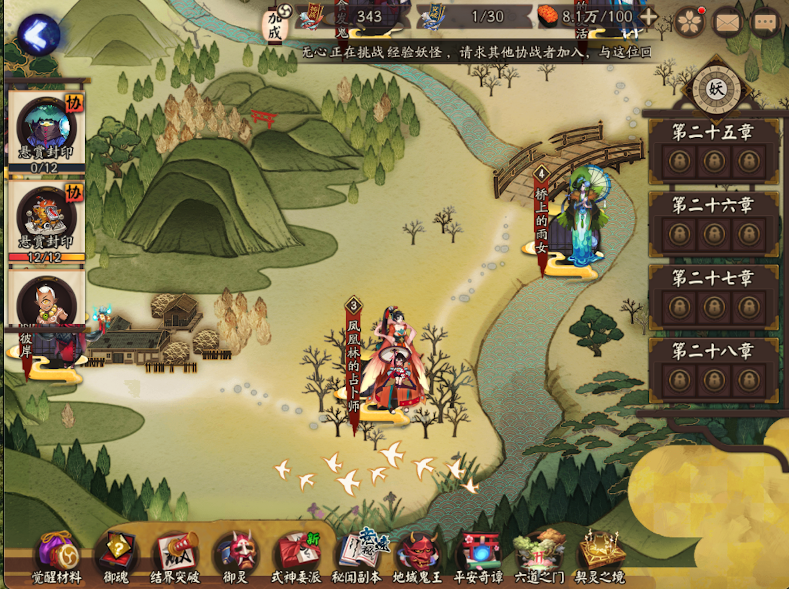 加成
343
1/30
8.1万/100
无心正在挑战经验妖怪，请求其他协战者加入，与这位回
协
悬赏封印
0/12
协
悬赏封印
12/12
彼岸
妖
第二十五章
第二十六章
第二十七章
第二十八章
4
桥上的雨女
3
凤凰林的占卜师
觉醒材料
御魂
结界突破
御灵
新
式神委派
秘闻副本
地域鬼王
平安奇谭
六道之门
契灵之境